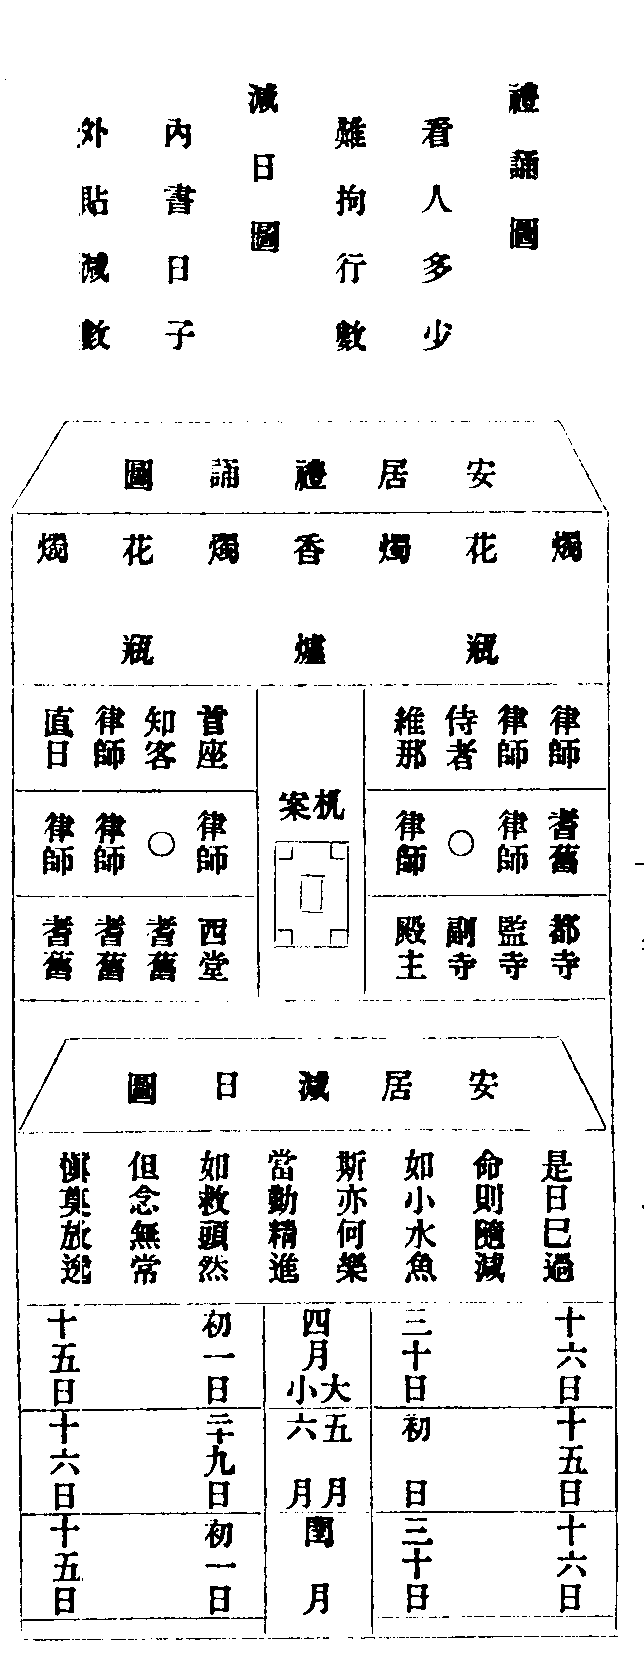 禮誦圖
看人多少
難拘行數
減日圖
內書日子
外貼減數
安居禮誦圖
燭
花瓶
燭
香爐
燭
花瓶
燭
律師
律師
侍者
維那
首座
知客
律師
直日
耆舊
律師
○
律師
律師
○
律師
律師
都寺
監寺
副寺
殿主
西堂
耆舊
耆舊
耆舊
机案
安居減日圖
是日已過
命則隨減
如小水魚
斯亦何樂
當勤精進
如救頭然
但念無常
慎莫放逸
十六日
三十日
四月大小
初一日
十五日
十五日
初日
五月六月
二十九日
十六日
十六日
三十日
閏月
初一日
十五日